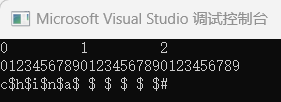 Microsoft Visual Studio 调试控制台
0         1         2
012345678901234567890123456789
c$h$i$n$a$ $ $ $ $ $#